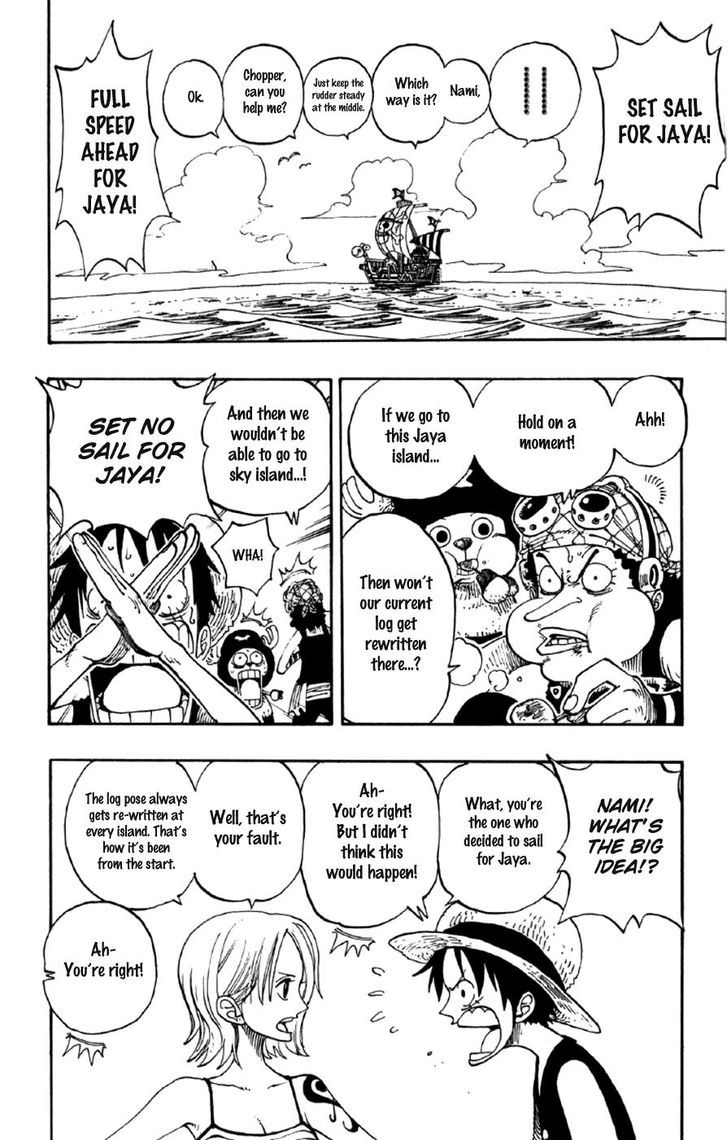 SET SAIL
FOR JAYA!
!!
Nami,
Which
way is it?
Just keep the
rudder steady
at the middle.
Chopper,
can you
help me?
Ok.
FULL
SPEED
AHEAD
FOR
JAYA!
Ahh!
Hold on a
moment!
If we go to
this Jaya
island...
Then won't
our current
log get
rewritten
there...?
And then we
wouldn't be
able to go to
sky island...!
WHA!
SET NO
SAIL FOR
JAYA!
NAMI!
WHAT'S
THE BIG
IDEA!?
What, you're
the one who
decided to sail
for Jaya.
Ah-
You're right!
But I didn't
think this
would happen!
Well, that's
your fault.
The log pose always
gets re-written at
every island. That's
how it's been
from the start.
Ah-
You're right!